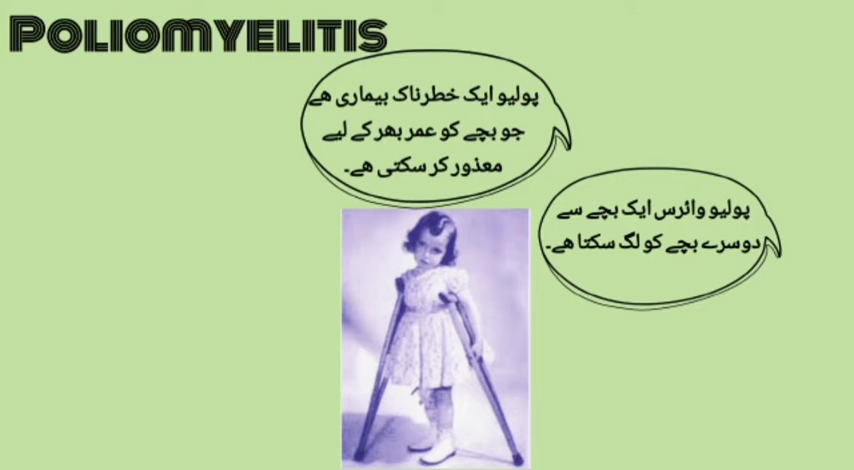 POLIOMYELITIS
پولیو ایک خطرناک بیماری ھے
جو بچے کو عمر بھر کے لیے
معذور کر سکتی ھے۔
پولیو وائرس ایک بچے سے
دوسرے بچے کو لگ سکتا ھے۔